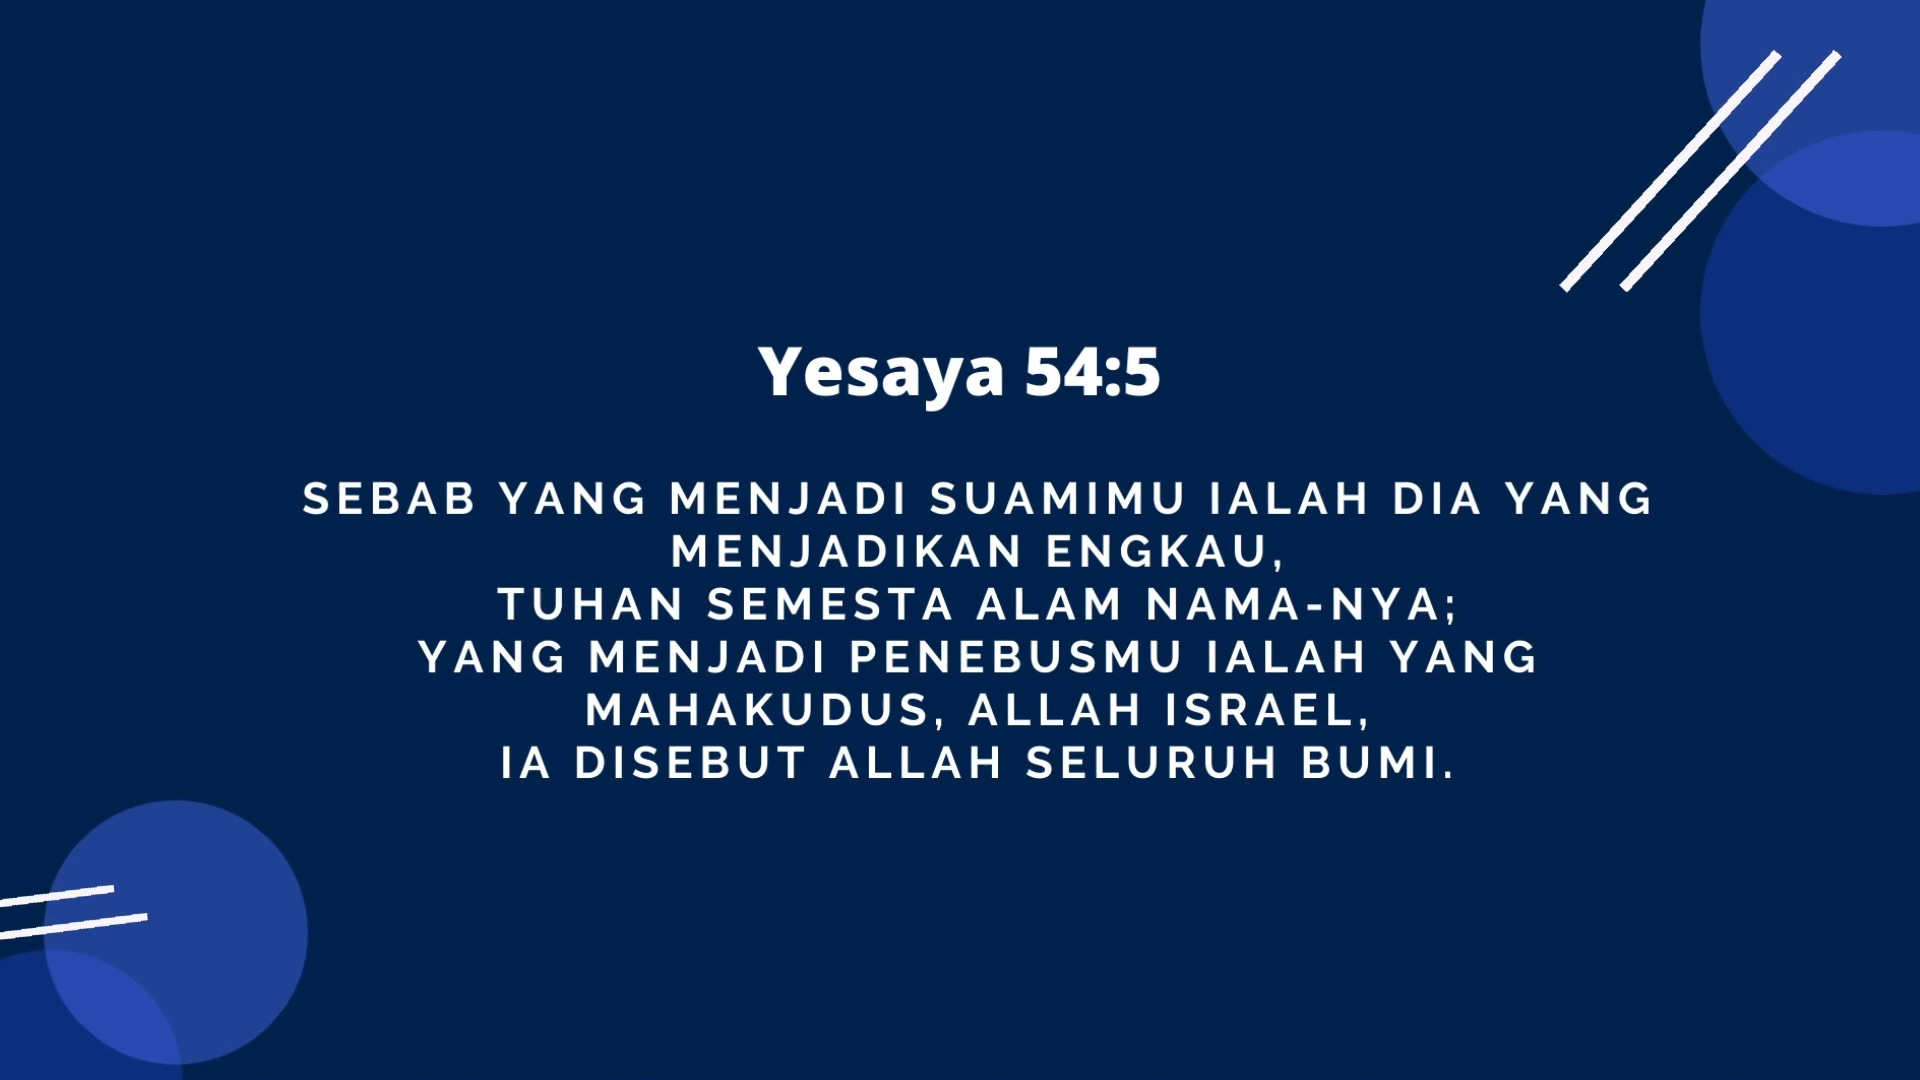 Yesaya 54:5
SEBAB YANG MENJADI SUAMIMU IALAH DIA YANG
MENJADIKAN ENGKAU,
TUHAN SEMESTA ALAM NAMA-NYA;
YANG MENJADI PENEBUSMU IALAH YANG
MAHAKUDUS, ALLAH ISRAEL,
IA DISEBUT ALLAH SELURUH BUMI.